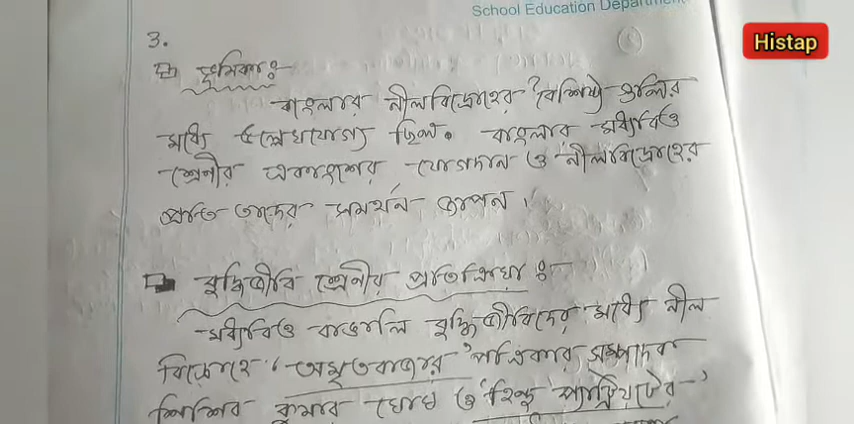 School Education Department
Histap
3.
ভূমিকাঃ-
বাংলার নীলবিদ্রোহের বৈশিষ্ট্য গুলির
মধ্যে উল্লেখযোগ্য ছিল। বাংলার মধ্যবিত্ত
শ্রেনীর একাংশের যোগদান ও নীলবিদ্রোহের
প্রতি তাদের সমর্থন জ্ঞাপন।
বুদ্ধিজীবি শ্রেনীর প্রতিক্রিয়া ঃ-
মধ্যবিত্ত বাঙালি বুদ্ধিজীবিদের মধ্যে নীল
বিদ্রোহে 'অমৃতবাজার' পত্রিকার সম্পাদক
শিশির কুমার ঘোষ ও 'হিন্দু প্যাট্রিয়টের'